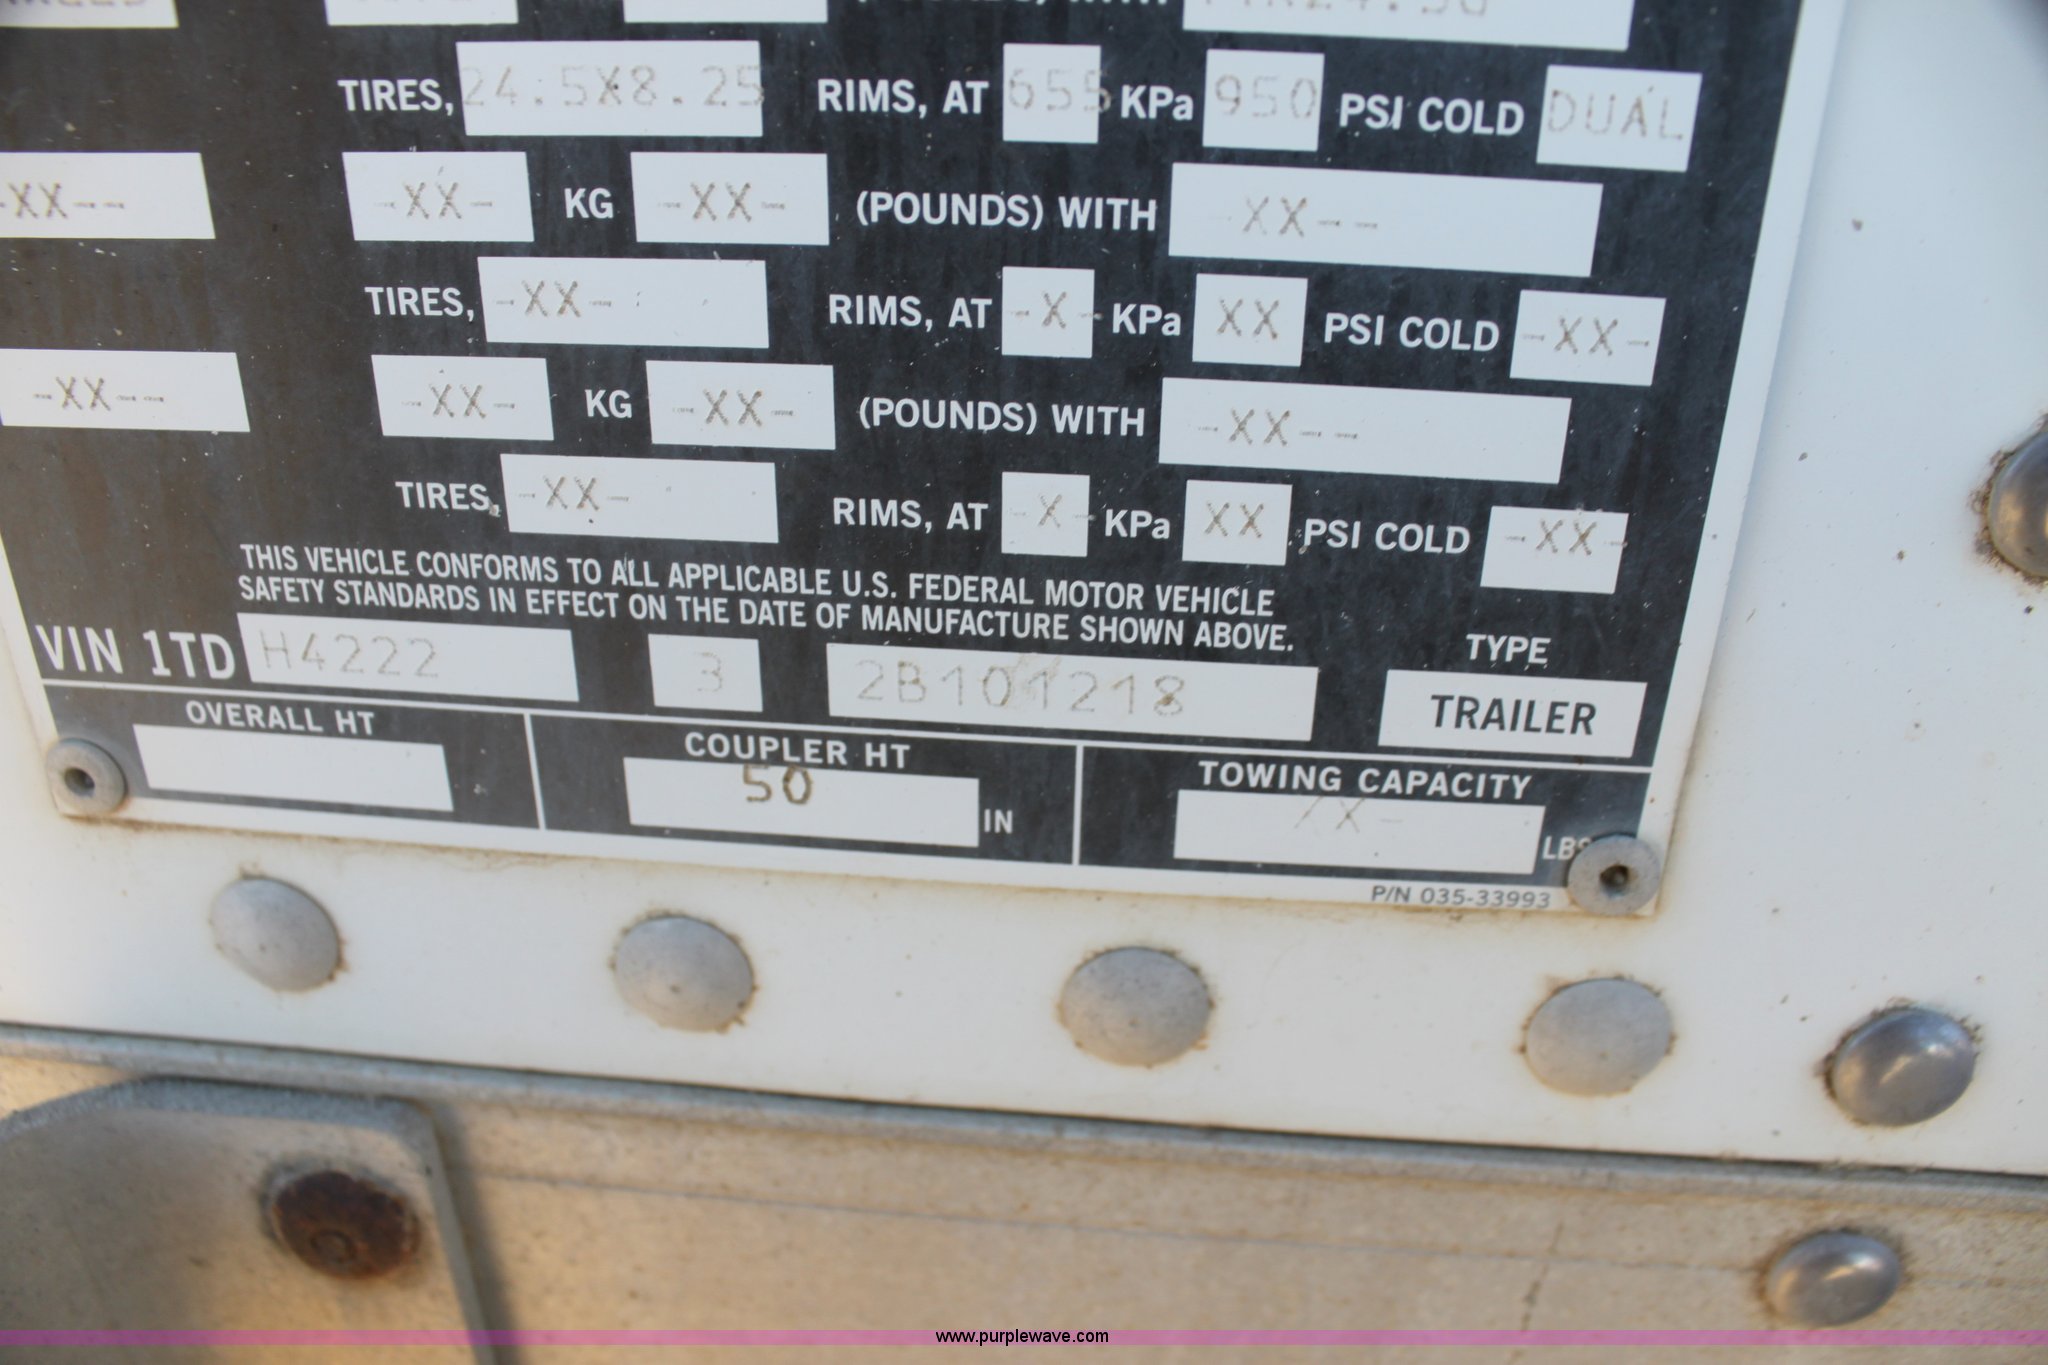 (POUNDS) WITH
TIRES, 24.5X8.25 RIMS, AT 655 KPa 950 PSI COLD DUAL
-XX-- -XX- KG -XX- (POUNDS) WITH XX--
TIRES, -XX- RIMS, AT -X- KPa XX PSI COLD -XX-
-XX-- -XX- KG -XX- (POUNDS) WITH -XX--
TIRES, -XX- RIMS, AT -X- KPa XX PSI COLD -XX-
THIS VEHICLE CONFORMS TO ALL APPLICABLE U.S. FEDERAL MOTOR VEHICLE
SAFETY STANDARDS IN EFFECT ON THE DATE OF MANUFACTURE SHOWN ABOVE.
TYPE
VIN 1TD H4222 3 2B101218 TRAILER
OVERALL HT COUPLER HT TOWING CAPACITY
50 IN X- LBS
P/N 035-33993
www.purplewave.com